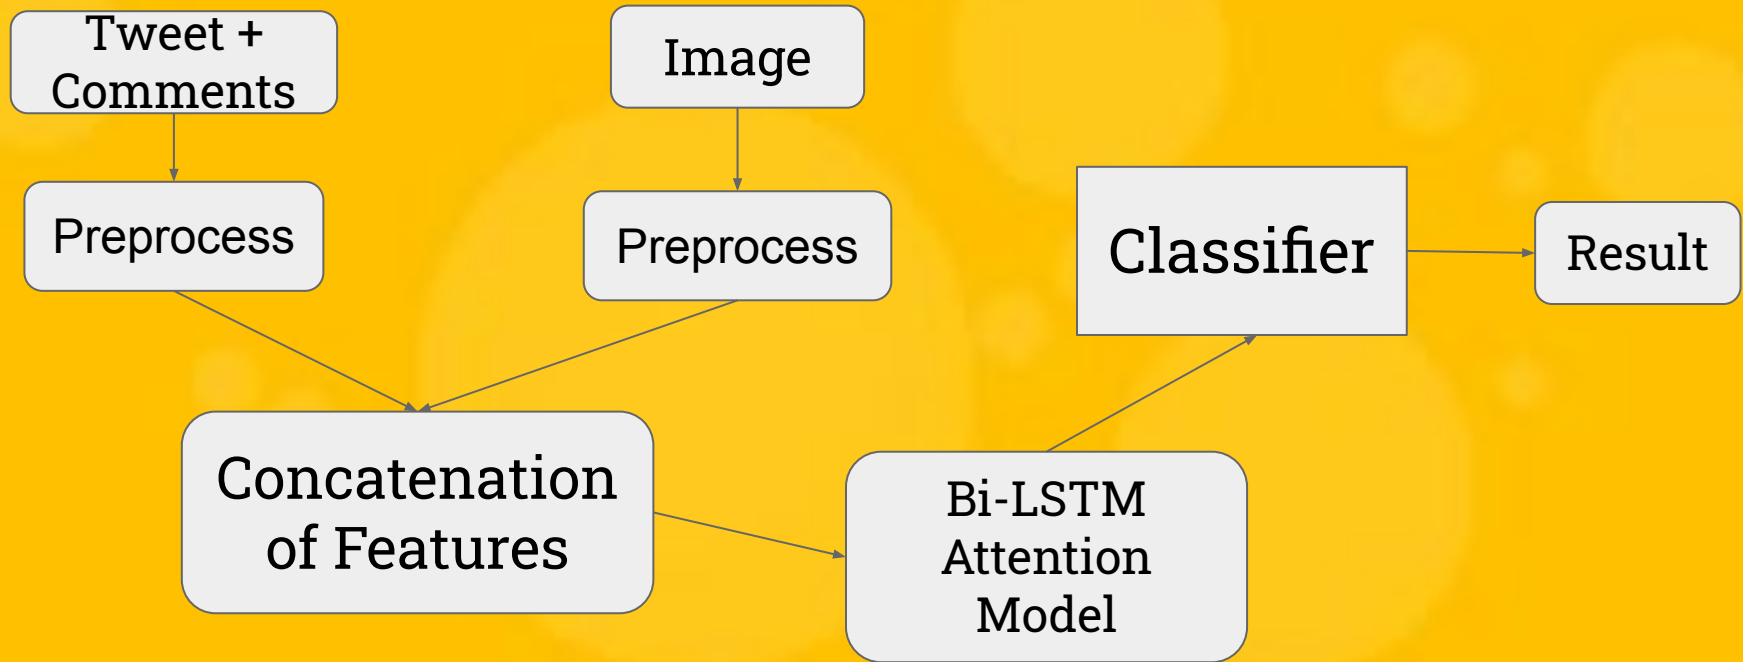 Tweet +
Comments
Image
Preprocess
Preprocess
Classifier
Result
Concatenation
of Features
Bi-LSTM
Attention
Model